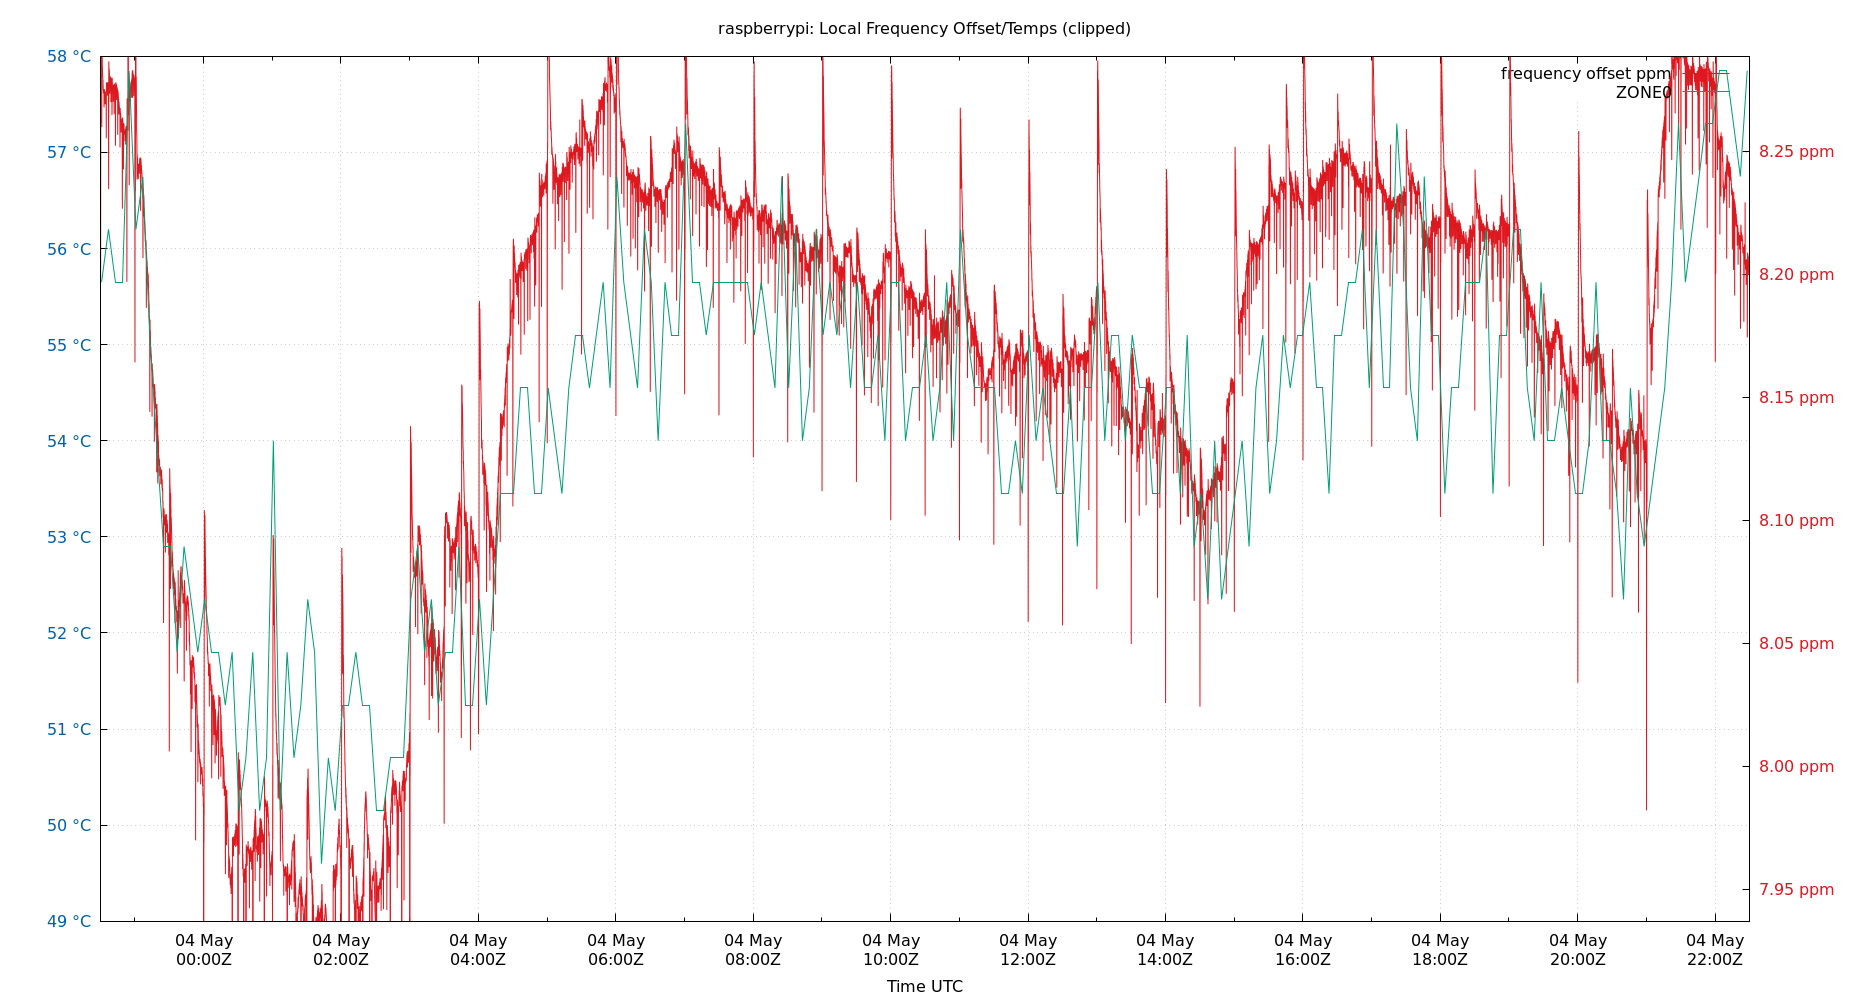 raspberrypi: Local Frequency Offset/Temps (clipped)
frequency offset ppm
ZONE0
58 °C
57 °C
56 °C
55 °C
54 °C
53 °C
52 °C
51 °C
50 °C
49 °C
8.25 ppm
8.20 ppm
8.15 ppm
8.10 ppm
8.05 ppm
8.00 ppm
7.95 ppm
04 May
00:00Z
04 May
02:00Z
04 May
04:00Z
04 May
06:00Z
04 May
08:00Z
04 May
10:00Z
04 May
12:00Z
04 May
14:00Z
04 May
16:00Z
04 May
18:00Z
04 May
20:00Z
04 May
22:00Z
Time UTC